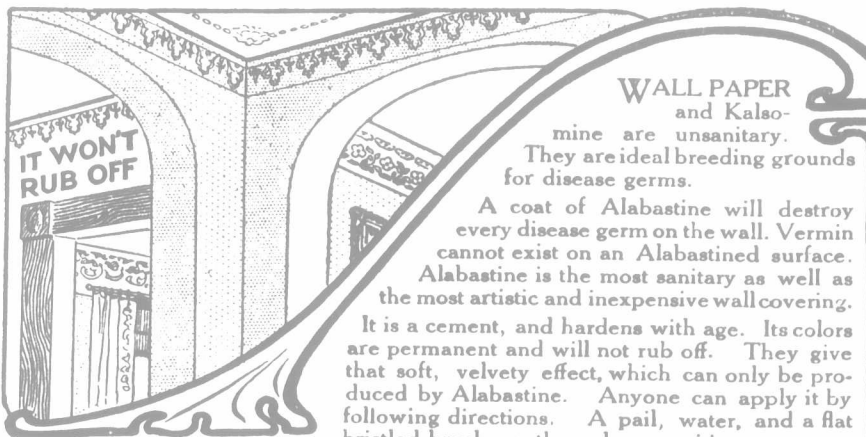 IT WON'T
RUB OFF
WALL PAPER
and Kalso-
mine are unsanitary.
They are ideal breeding grounds
for disease germs.
A coat of Alabastine will destroy
every disease germ on the wall. Vermin
cannot exist on an Alabastined surface.
Alabastine is the most sanitary as well as
the most artistic and inexpensive wall covering.
It is a cement, and hardens with age. Its colors
are permanent and will not rub off. They give
that soft, velvety effect, which can only be pro-
duced by Alabastine. Anyone can apply it by
following directions. A pail, water, and a flat